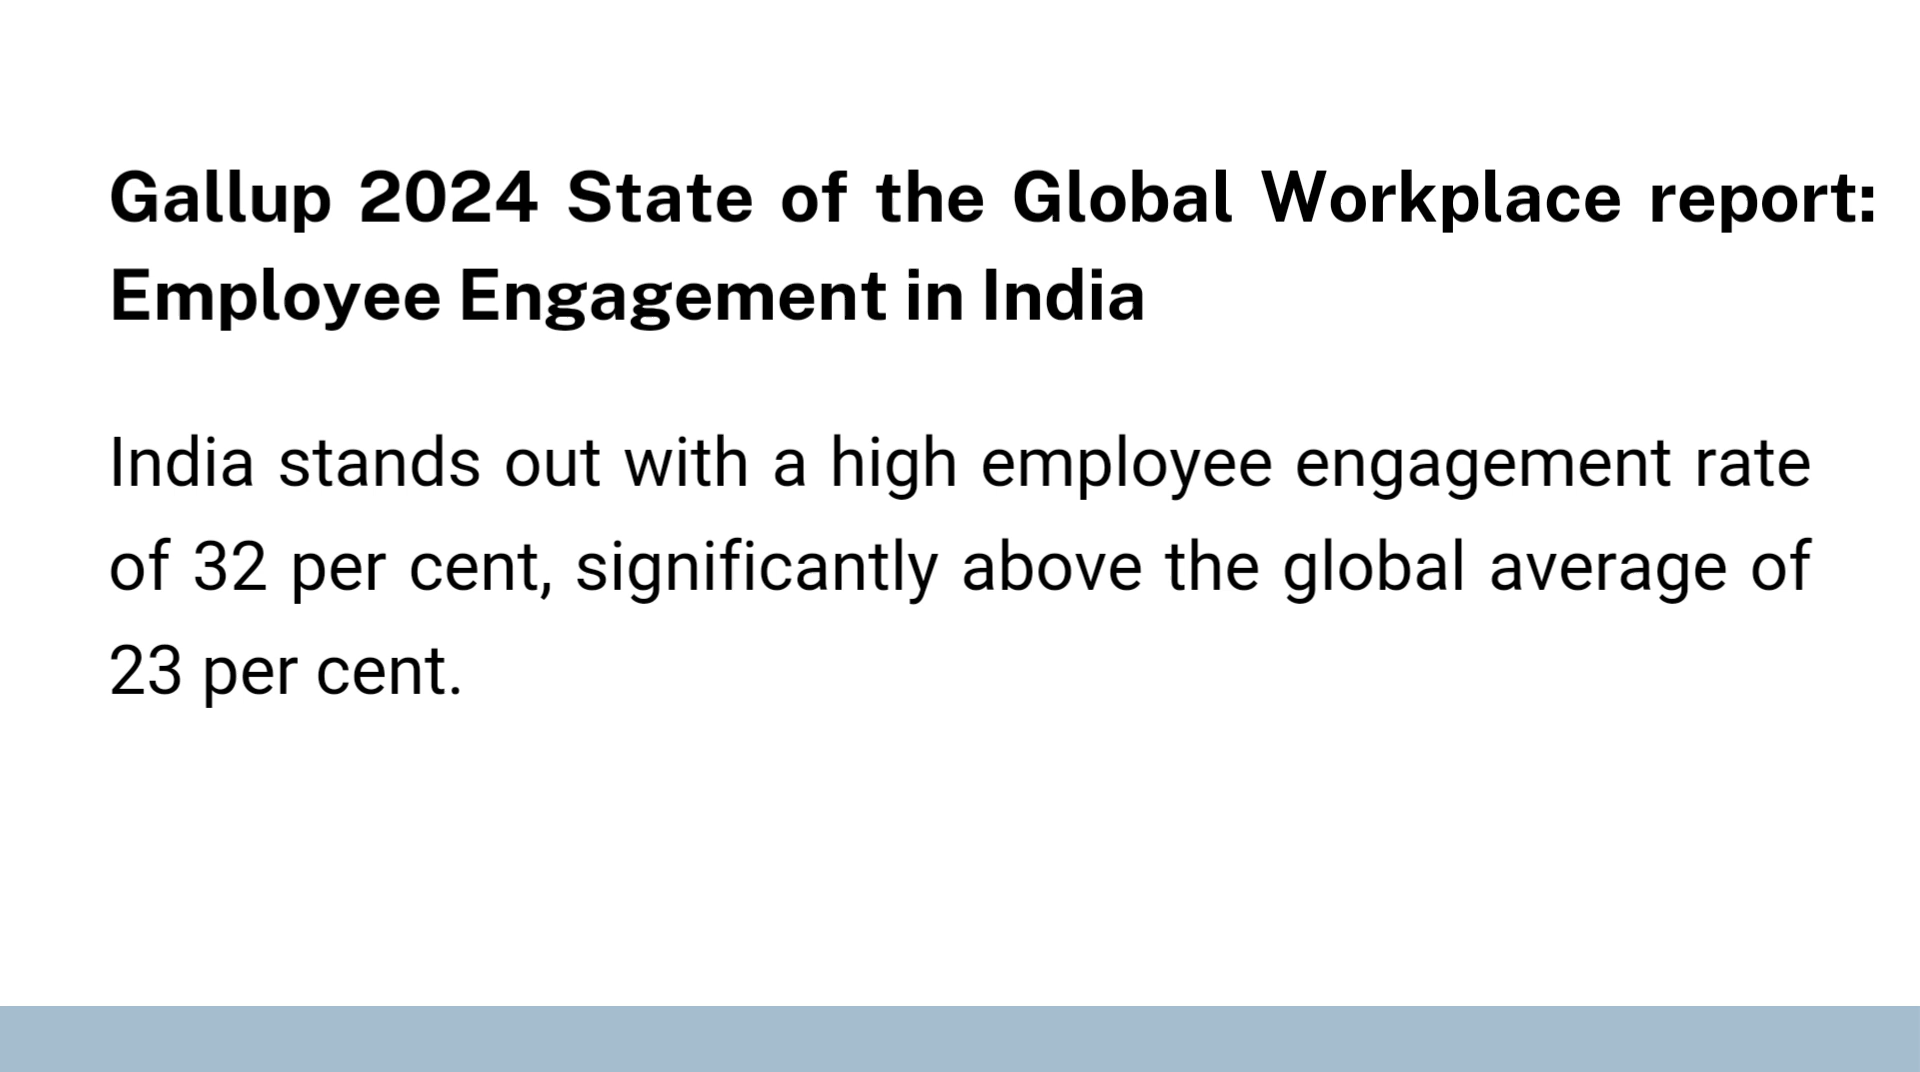 Gallup 2024 State of the Global Workplace report:
Employee Engagement in India
India stands out with a high employee engagement rate
of 32 per cent, significantly above the global average of
23 per cent.